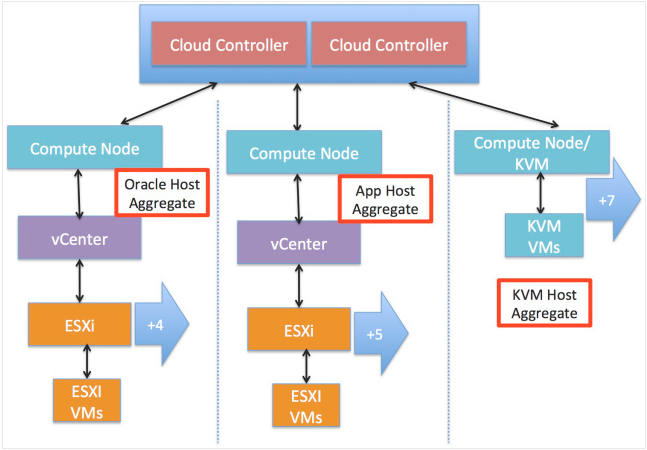 Cloud Controller
Cloud Controller
Compute Node
Oracle Host
Aggregate
vCenter
ESXi
+4
ESXI
VMs
Compute Node
App Host
Aggregate
vCenter
ESXi
+5
ESXI
VMs
Compute Node/
KVM
+7
KVM
VMs
KVM Host
Aggregate